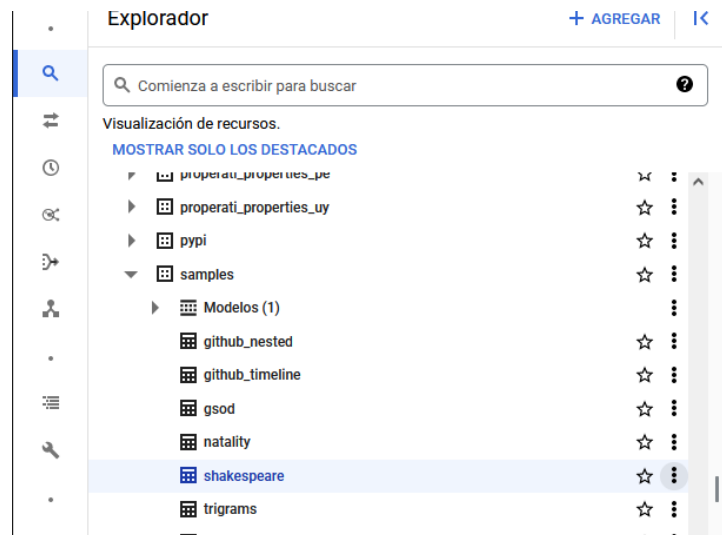 Explorador
+ AGREGAR
Comienza a escribir para buscar
Visualización de recursos.
MOSTRAR SOLO LOS DESTACADOS
properati_properties_pe
properati_properties_uy
pypi
samples
Modelos (1)
github_nested
github_timeline
gsod
natality
shakespeare
trigrams